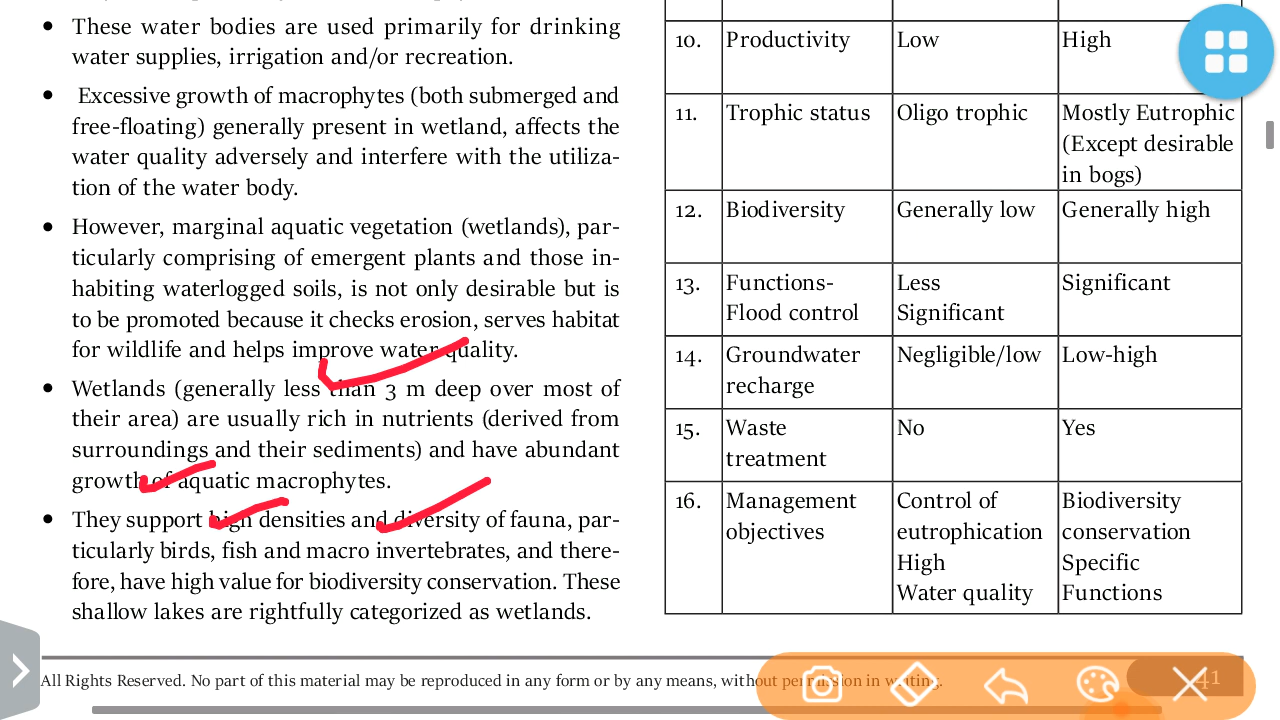 • These water bodies are used primarily for drinking
water supplies, irrigation and/or recreation.
• Excessive growth of macrophytes (both submerged and
free-floating) generally present in wetland, affects the
water quality adversely and interfere with the utiliza-
tion of the water body.
• However, marginal aquatic vegetation (wetlands), par-
ticularly comprising of emergent plants and those in-
habiting waterlogged soils, is not only desirable but is
to be promoted because it checks erosion, serves habitat
for wildlife and helps improve water quality.
• Wetlands (generally less than 3 m deep over most of
their area) are usually rich in nutrients (derived from
surroundings and their sediments) and have abundant
growth of aquatic macrophytes.
• They support high densities and diversity of fauna, par-
ticularly birds, fish and macro invertebrates, and there-
fore, have high value for biodiversity conservation. These
shallow lakes are rightfully categorized as wetlands.
10. Productivity Low High
11. Trophic status Oligo trophic Mostly Eutrophic
(Except desirable
in bogs)
12. Biodiversity Generally low Generally high
13. Functions- Less Significant
Flood control Significant
14. Groundwater Negligible/low Low-high
recharge
15. Waste No Yes
treatment
16. Management Control of Biodiversity
objectives eutrophication conservation
High Specific
Water quality Functions
All Rights Reserved. No part of this material may be reproduced in any form or by any means, without permission in writing.
41